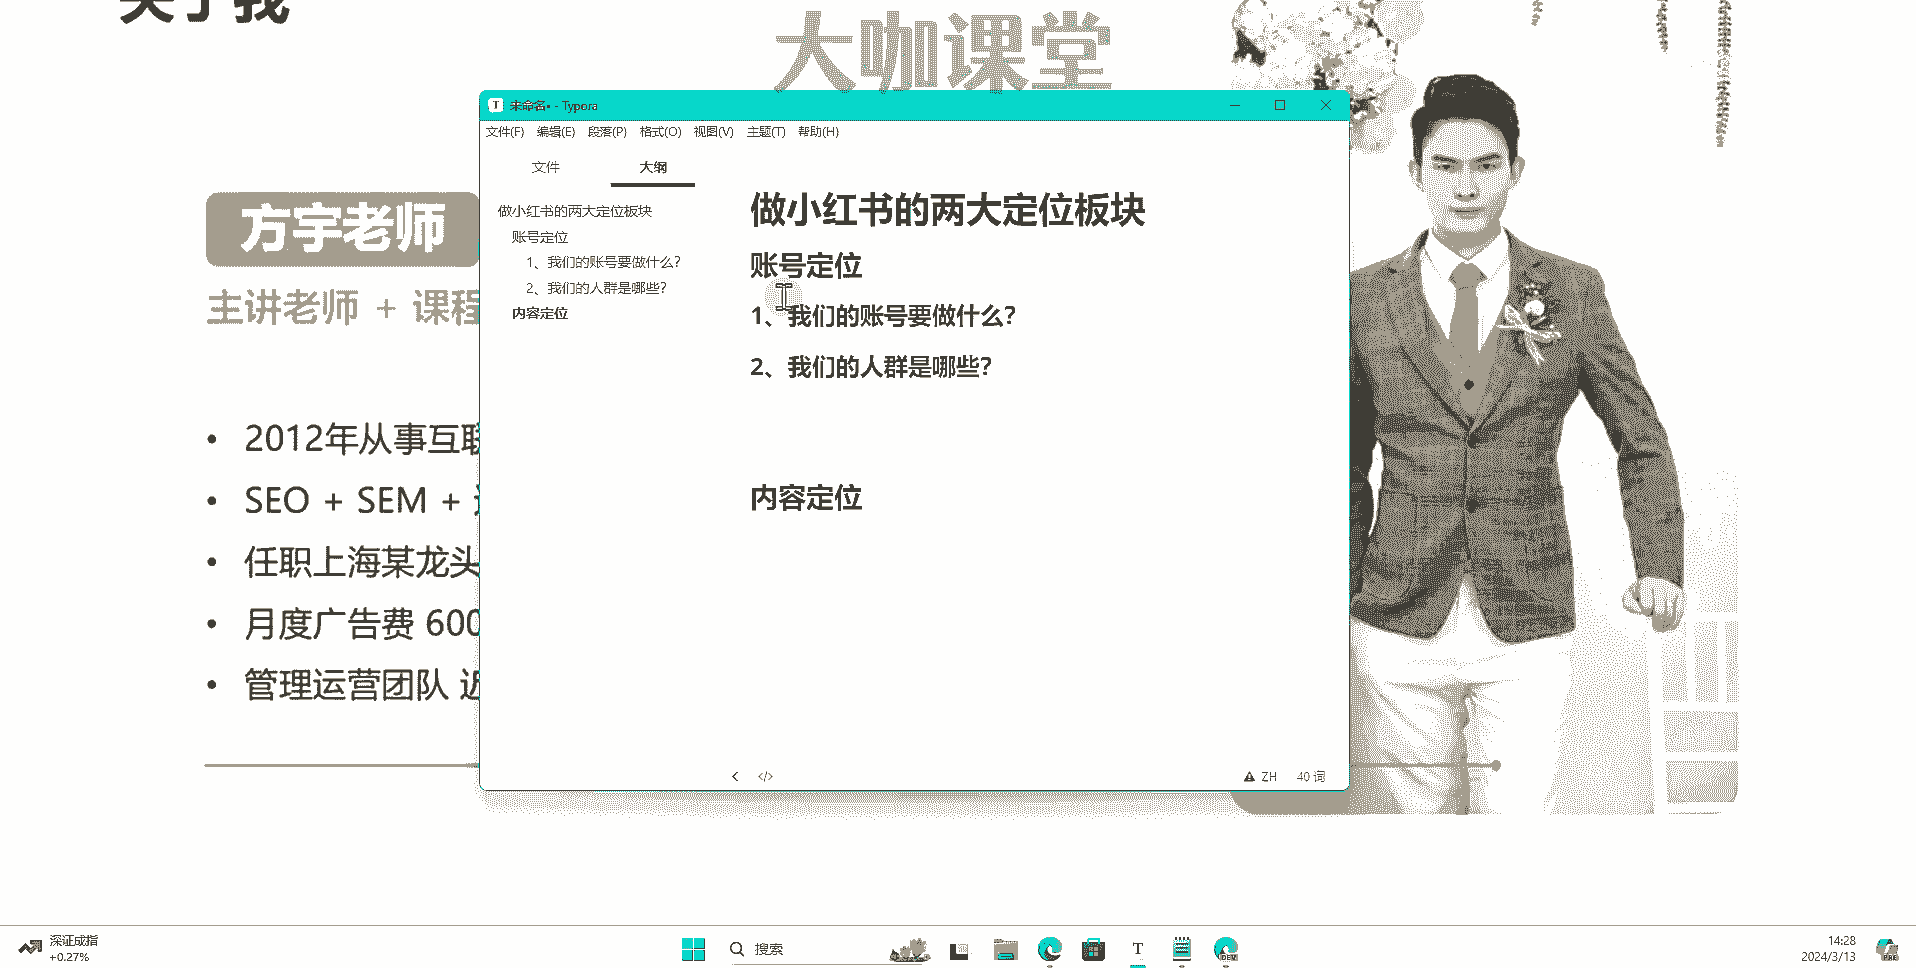 关于我
大咖课堂
方宇老师
主讲老师 + 课程
2012年从事互联
SEO + SEM +
任职上海某龙头
月度广告费 600
管理运营团队 近
未命名• - Typora
文件(F) 编辑(E) 段落(P) 格式(O) 视图(V) 主题(T) 帮助(H)
文件 大纲
做小红书的两大定位板块
账号定位
1、我们的账号要做什么?
2、我们的人群是哪些?
内容定位
做小红书的两大定位板块
账号定位
1、我们的账号要做什么?
2、我们的人群是哪些?
内容定位
ZH 40 词
深证成指
+0.27%
搜索
14:28
2024/3/13